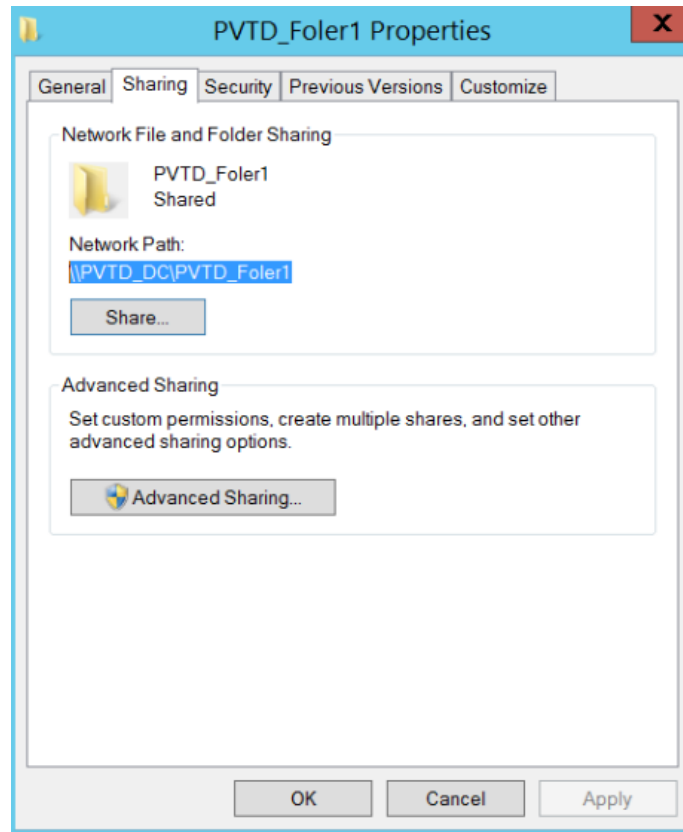 PVTD_Foler1 Properties
X
General Sharing Security Previous Versions Customize
Network File and Folder Sharing
PVTD_Foler1
Shared
Network Path:
\\PVTD_DC\PVTD_Foler1
Share...
Advanced Sharing
Set custom permissions, create multiple shares, and set other
advanced sharing options.
Advanced Sharing...
OK Cancel Apply